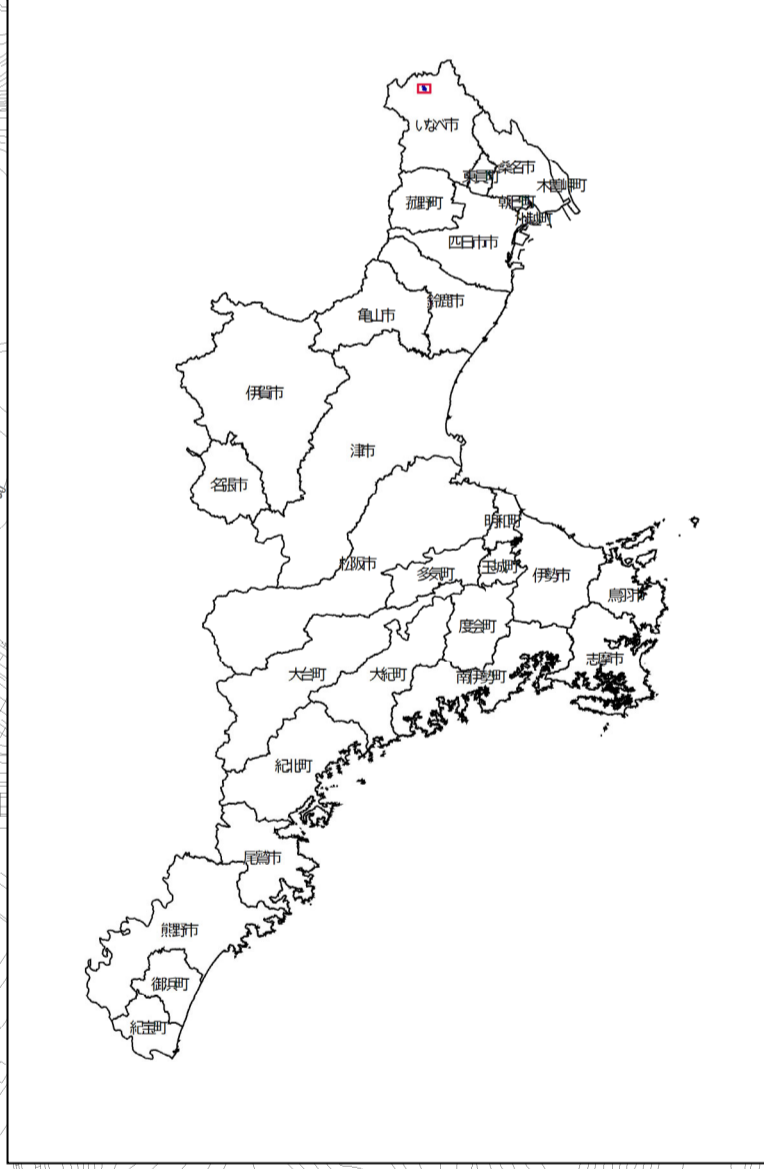 いなべ市
桑名市
東員町
木曽岬町
菰野町
朝日町
川越町
四日市市
鈴鹿市
亀山市
伊賀市
津市
名張市
明和町
松阪市
多気町
玉城町
伊勢市
鳥羽市
度会町
志摩市
大台町
大紀町
南伊勢町
紀北町
尾鷲市
熊野市
御浜町
紀宝町